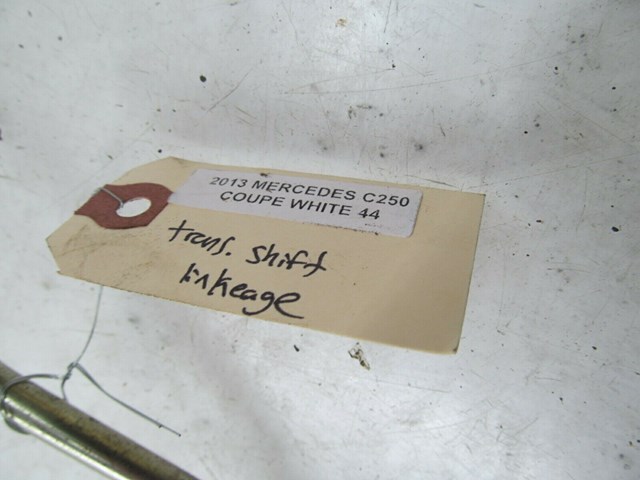 2013 MERCEDES C250
COUPE WHITE 44
trans. shift
linkeage